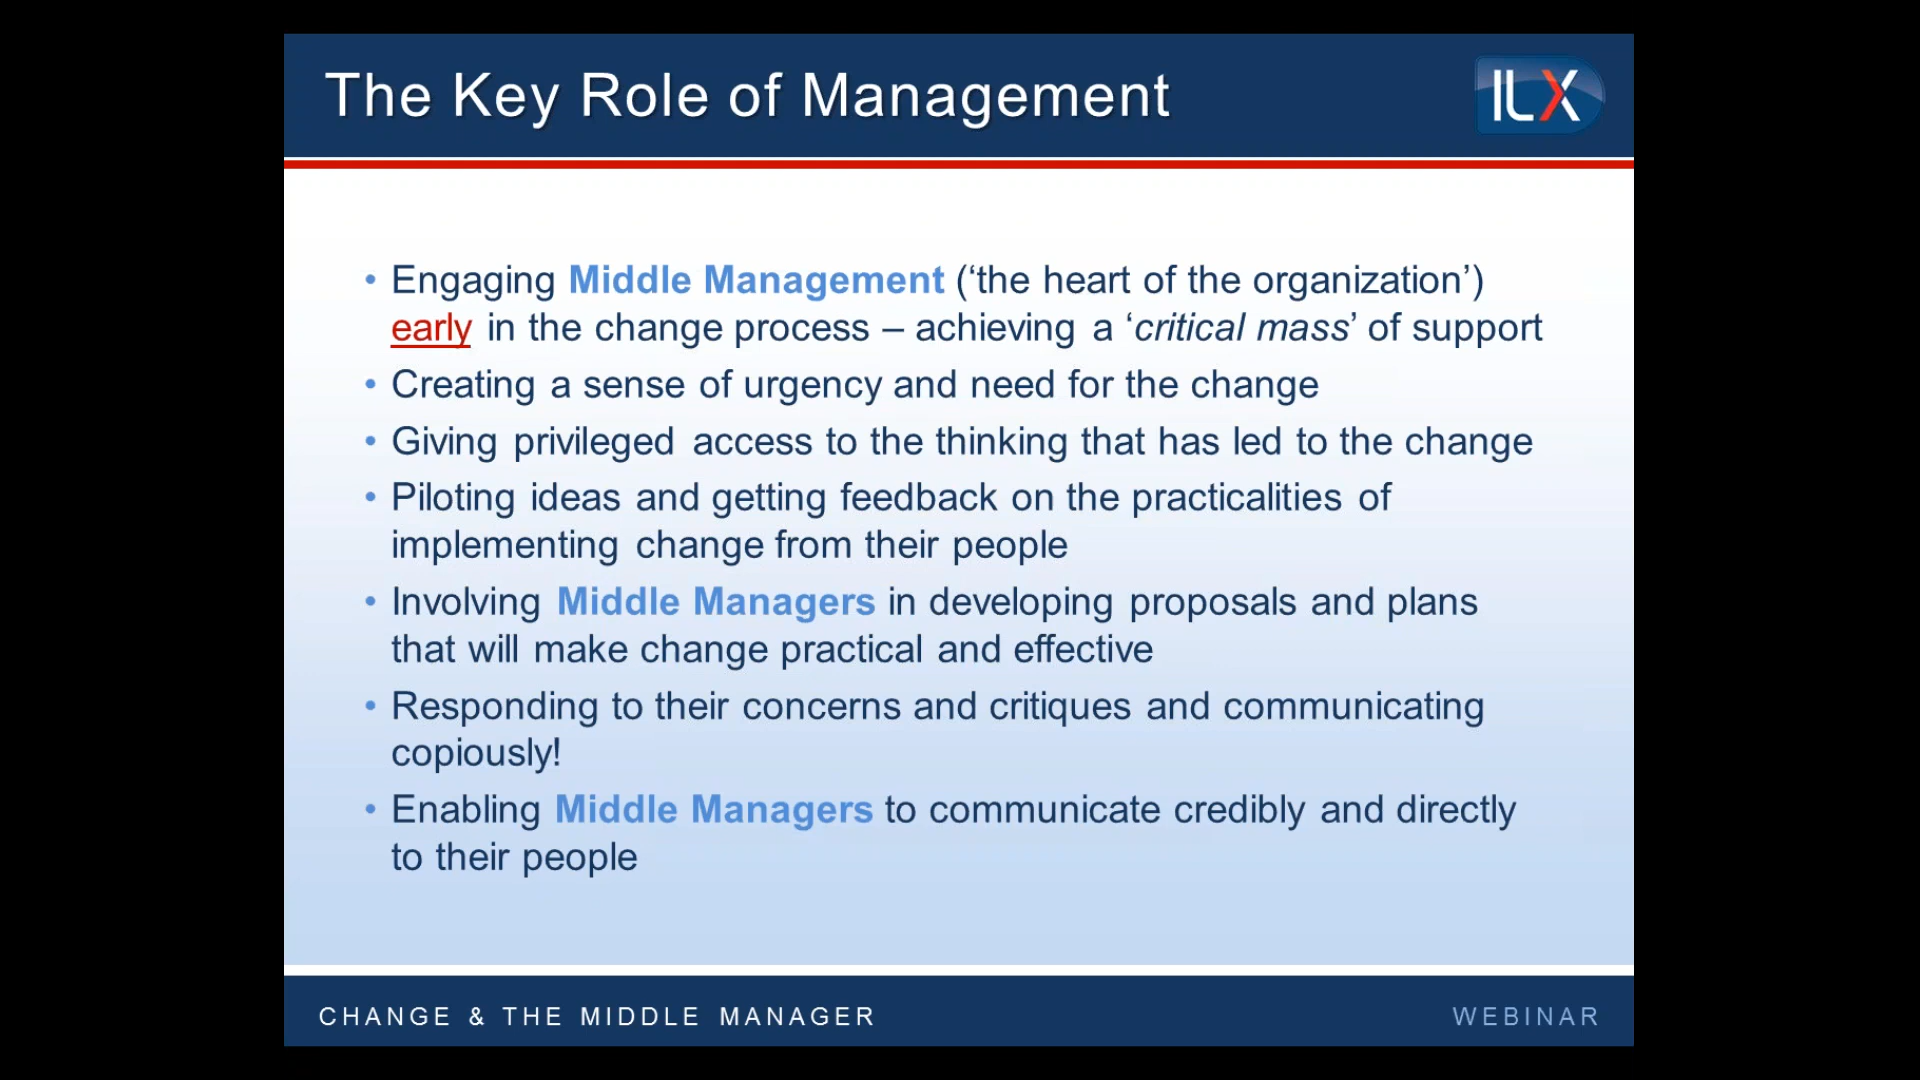 The Key Role of Management
ILX
• Engaging Middle Management (‘the heart of the organization’)
early in the change process – achieving a ‘critical mass’ of support
• Creating a sense of urgency and need for the change
• Giving privileged access to the thinking that has led to the change
• Piloting ideas and getting feedback on the practicalities of
implementing change from their people
• Involving Middle Managers in developing proposals and plans
that will make change practical and effective
• Responding to their concerns and critiques and communicating
copiously!
• Enabling Middle Managers to communicate credibly and directly
to their people
CHANGE & THE MIDDLE MANAGER
WEBINAR